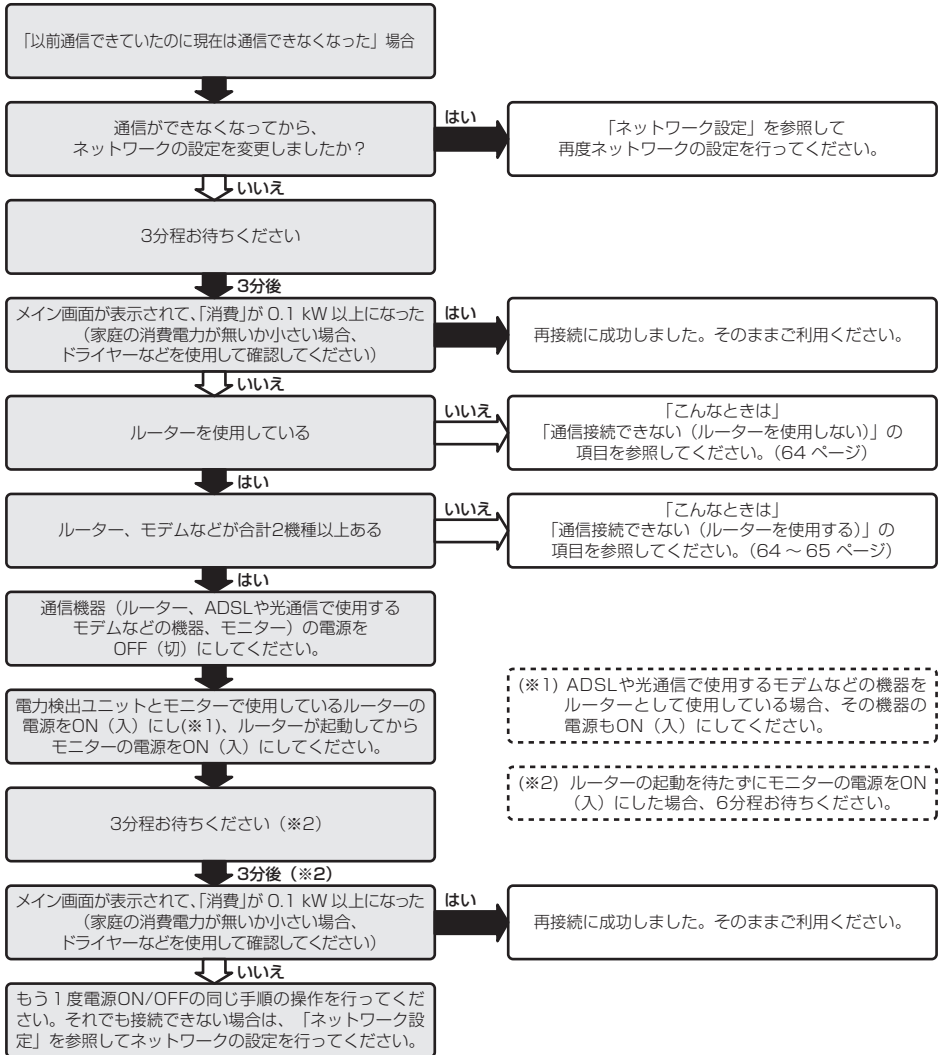 「以前通信できていたのに現在は通信できなくなった」場合
通信ができなくなってから、
ネットワークの設定を変更しましたか？
はい
「ネットワーク設定」を参照して
再度ネットワークの設定を行ってください。
いいえ
3分程お待ちください
3分後
メイン画面が表示されて、「消費」が 0.1 kW 以上になった
（家庭の消費電力が無いか小さい場合、
ドライヤーなどを使用して確認してください）
はい
再接続に成功しました。そのままご利用ください。
いいえ
ルーターを使用している
いいえ
「こんなときは」
「通信接続できない（ルーターを使用しない）」の
項目を参照してください。（64 ページ）
はい
ルーター、モデムなどが合計2機種以上ある
いいえ
「こんなときは」
「通信接続できない（ルーターを使用する）」の
項目を参照してください。（64 ～ 65 ページ）
はい
通信機器（ルーター、ADSLや光通信で使用する
モデムなどの機器、モニター）の電源を
OFF（切）にしてください。
電力検出ユニットとモニターで使用しているルーターの
電源をON（入）にし(※1)、ルーターが起動してから
モニターの電源をON（入）にしてください。
(※1) ADSLや光通信で使用するモデムなどの機器を
ルーターとして使用している場合、その機器の
電源もON（入）にしてください。
(※2) ルーターの起動を待たずにモニターの電源をON
（入）にした場合、6分程お待ちください。
3分程お待ちください（※2）
3分後（※2）
メイン画面が表示されて、「消費」が 0.1 kW 以上になった
（家庭の消費電力が無いか小さい場合、
ドライヤーなどを使用して確認してください）
はい
再接続に成功しました。そのままご利用ください。
いいえ
もう１度電源ON/OFFの同じ手順の操作を行ってくだ
さい。それでも接続できない場合は、「ネットワーク設
定」を参照してネットワークの設定を行ってください。